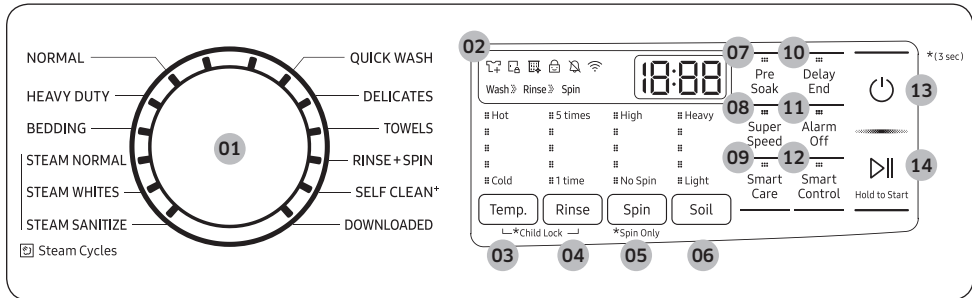 NORMAL
HEAVY DUTY
BEDDING
STEAM NORMAL
STEAM WHITES
STEAM SANITIZE
Steam Cycles
01
QUICK WASH
DELICATES
TOWELS
RINSE+SPIN
SELF CLEAN+
DOWNLOADED
02
Wash» Rinse» Spin
18:88
Hot 5 times High Heavy
Cold 1 time No Spin Light
Temp. Rinse Spin Soil
*Child Lock *Spin Only
03 04 05 06
07 10
Pre Soak
Delay End
08 11
Super Speed
Alarm Off
09 12
Smart Care
Smart Control
*(3 sec)
13
14
Hold to Start